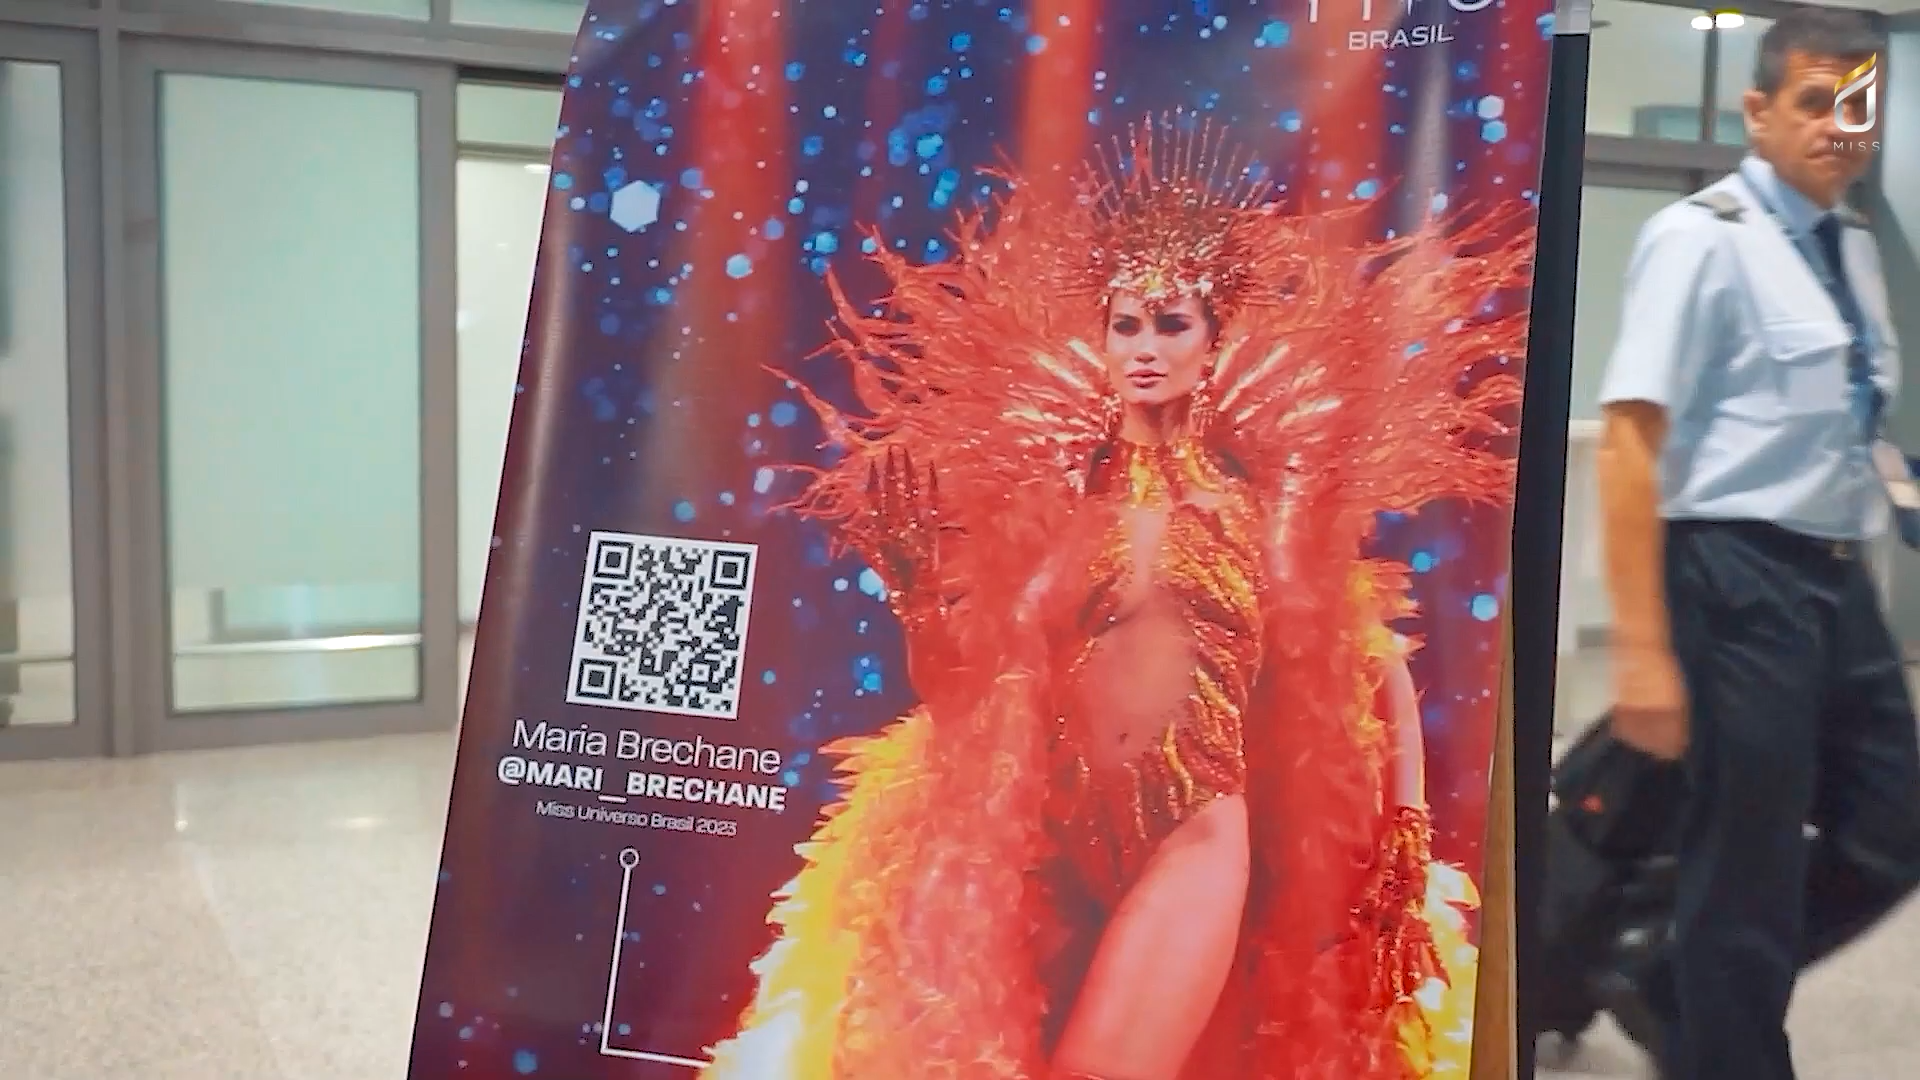 BRASIL
MISS
Maria Brechane
@MARI_BRECHANE
Miss Universo Brasil 2023